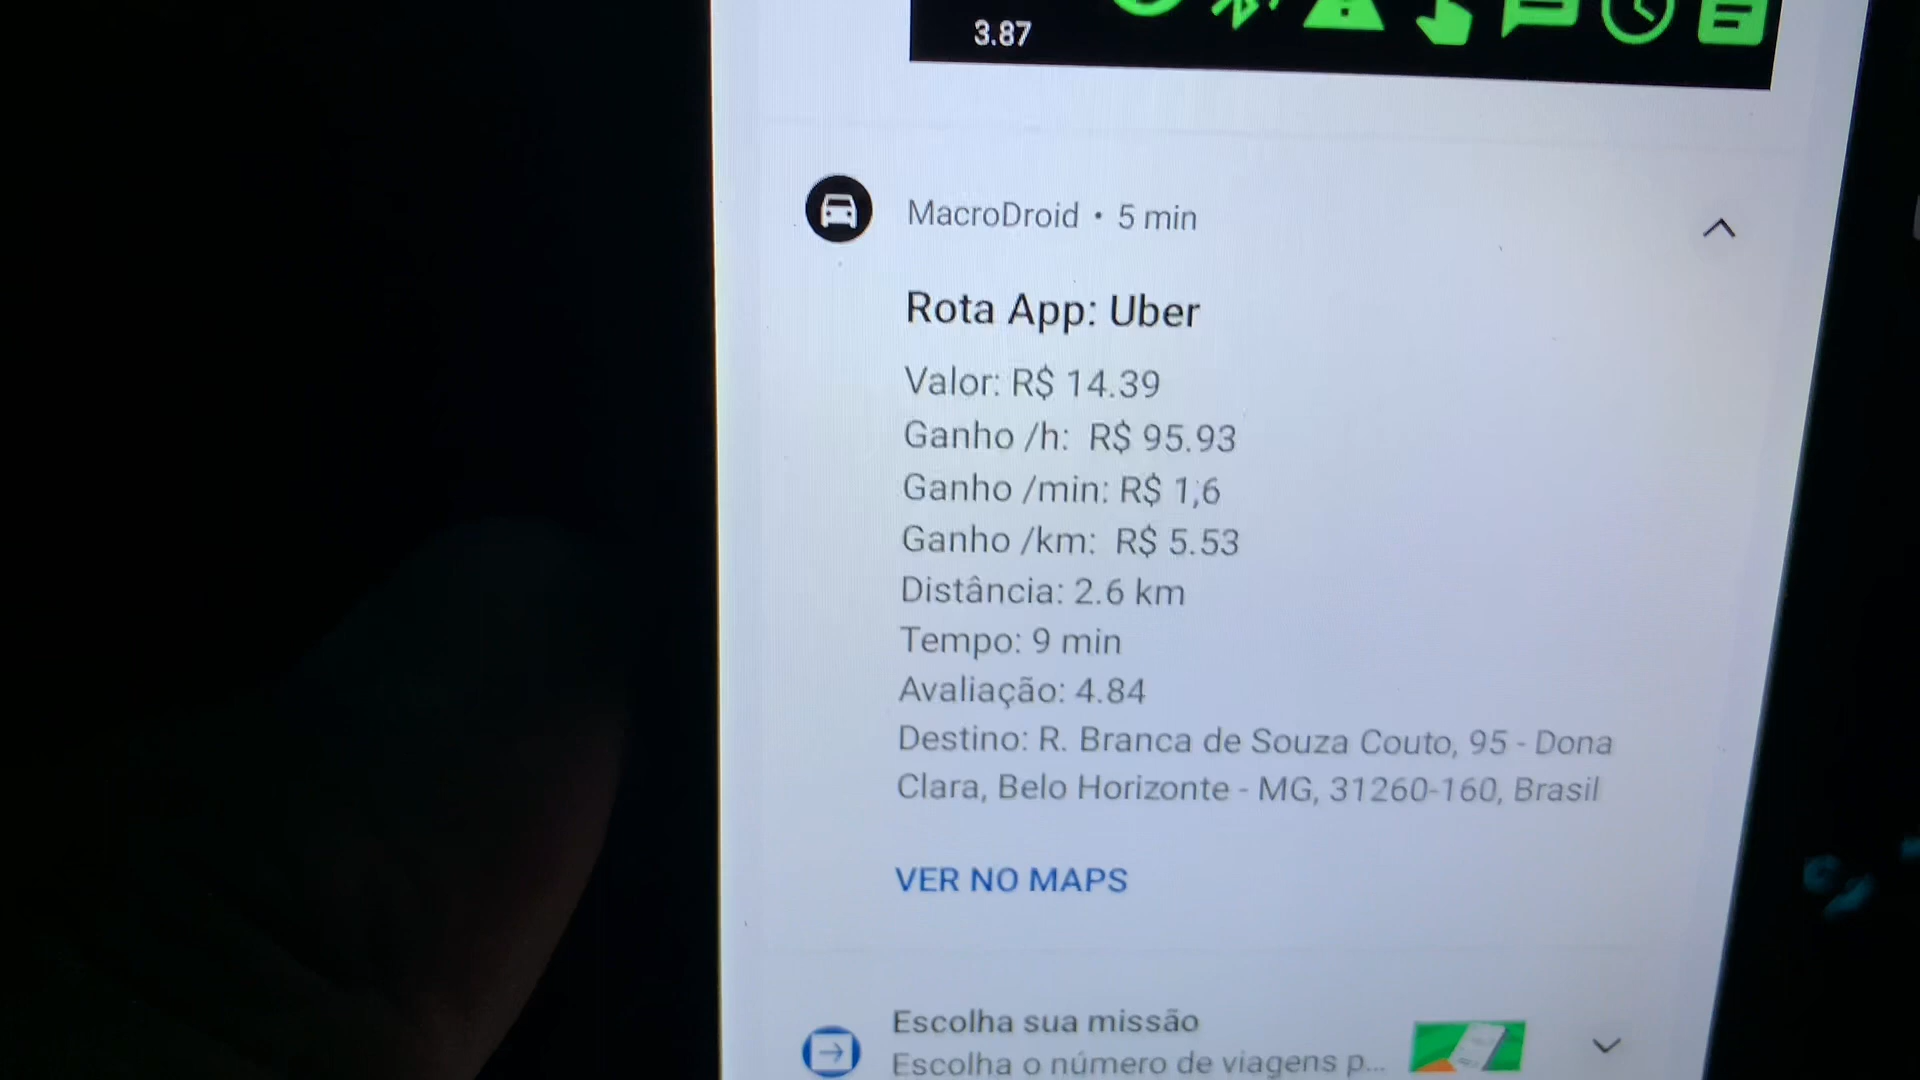 3.87
MacroDroid • 5 min
Rota App: Uber
Valor: R$ 14.39
Ganho /h: R$ 95.93
Ganho /min: R$ 1,6
Ganho /km: R$ 5.53
Distância: 2.6 km
Tempo: 9 min
Avaliação: 4.84
Destino: R. Branca de Souza Couto, 95 - Dona
Clara, Belo Horizonte - MG, 31260-160, Brasil
VER NO MAPS
Escolha sua missão
Escolha o número de viagens p...